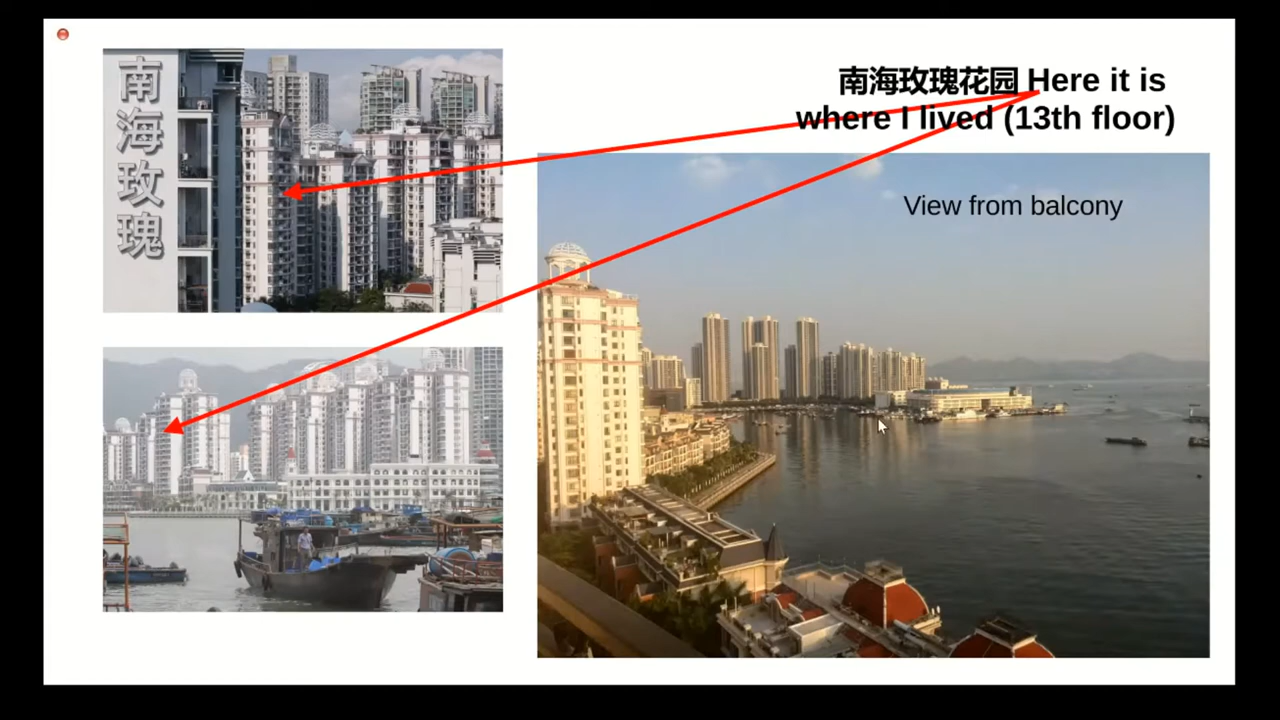 南海玫瑰
南海玫瑰花园 Here it is
where I lived (13th floor)
View from balcony